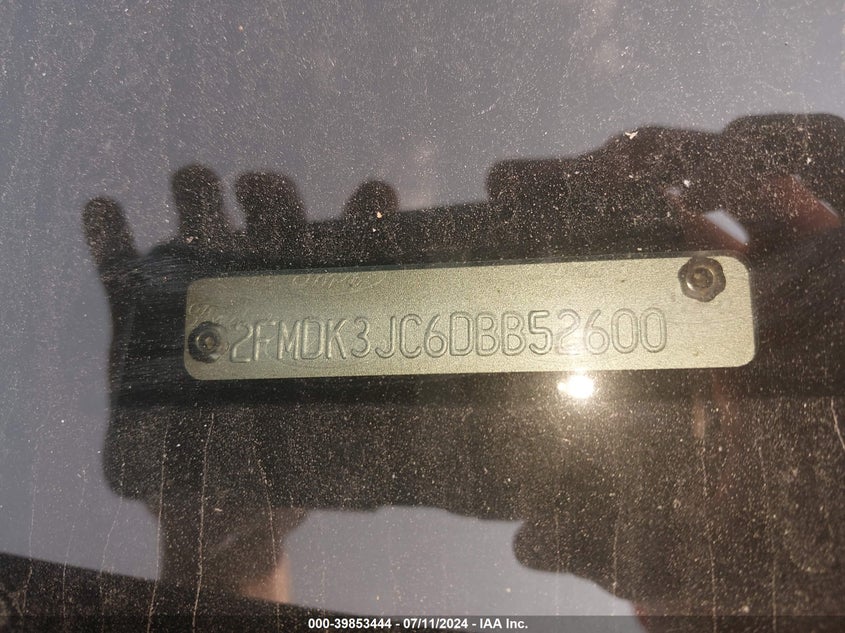 2FMDK3JC6DBB52600
000-39853444 - 07/11/2024 - IAA Inc.